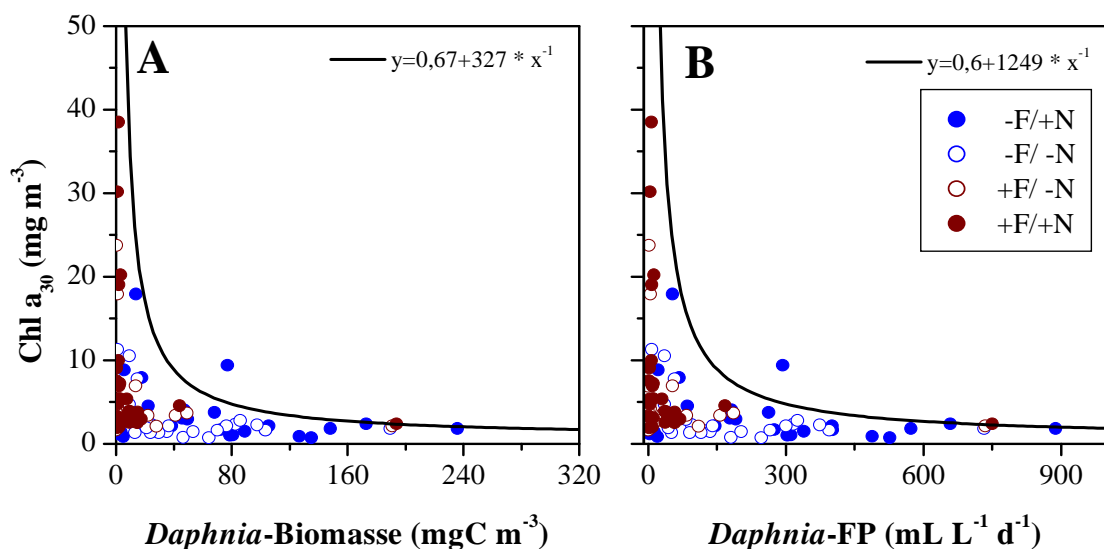 A
y=0,67+327 * x⁻¹
B
y=0,6+1249 * x⁻¹
-F/+N
-F/ -N
+F/ -N
+F/+N
50
40
30
20
10
0
Chl a₃₀ (mg m⁻³)
0 80 160 240 320
0 300 600 900
Daphnia-Biomasse (mgC m⁻³)
Daphnia-FP (mL L⁻¹ d⁻¹)